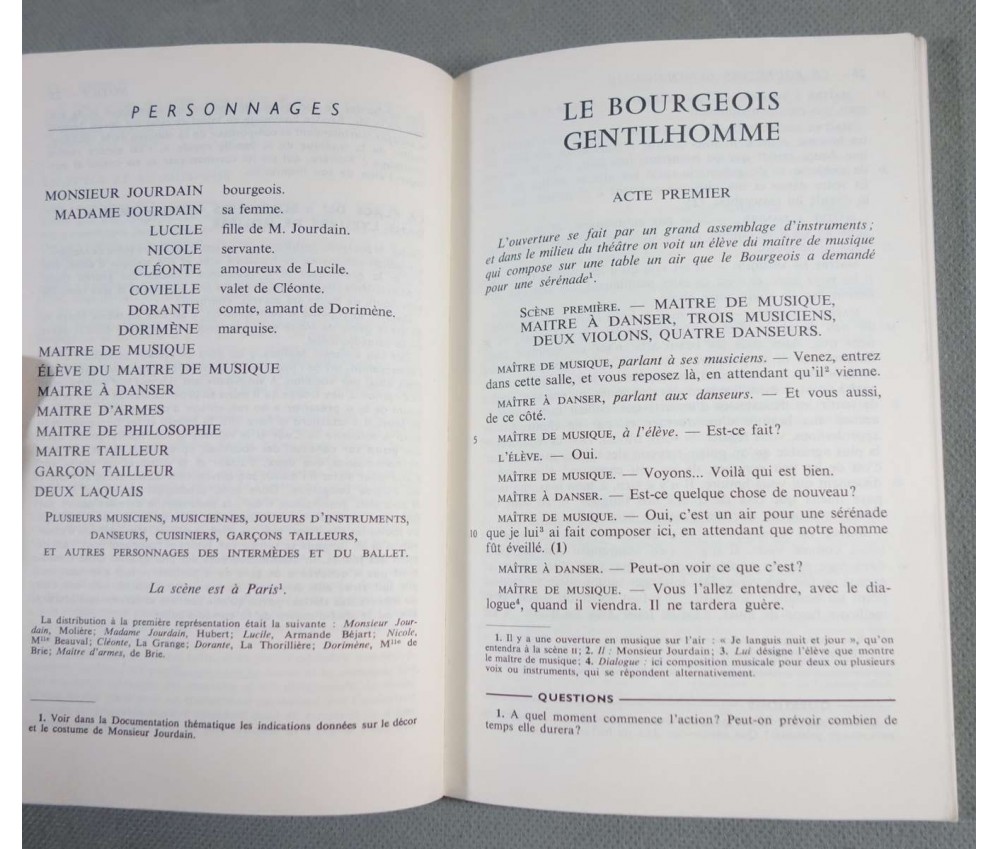 PERSONNAGES
MONSIEUR JOURDAIN bourgeois.
MADAME JOURDAIN sa femme.
LUCILE fille de M. Jourdain.
NICOLE servante.
CLÉONTE amoureux de Lucile.
COVIELLE valet de Cléonte.
DORANTE comte, amant de Dorimène.
DORIMÈNE marquise.
MAITRE DE MUSIQUE
ÉLÈVE DU MAITRE DE MUSIQUE
MAITRE À DANSER
MAITRE D'ARMES
MAITRE DE PHILOSOPHIE
MAITRE TAILLEUR
GARÇON TAILLEUR
DEUX LAQUAIS
PLUSIEURS MUSICIENS, MUSICIENNES, JOUEURS D'INSTRUMENTS,
DANSEURS, CUISINIERS, GARÇONS TAILLEURS,
ET AUTRES PERSONNAGES DES INTERMÈDES ET DU BALLET.
La scène est à Paris¹.
La distribution à la première représentation était la suivante : Monsieur Jour-
dain, Molière; Madame Jourdain, Hubert; Lucile, Armande Béjart; Nicole,
Mlle Beauval; Cléonte, La Grange; Dorante, La Thorillière; Dorimène, Mlle de
Brie; Maître d'armes, de Brie.
1. Voir dans la Documentation thématique les indications données sur le décor
et le costume de Monsieur Jourdain.
LE BOURGEOIS
GENTILHOMME
ACTE PREMIER
L'ouverture se fait par un grand assemblage d'instruments;
et dans le milieu du théâtre on voit un élève du maître de musique
qui compose sur une table un air que le Bourgeois a demandé
pour une sérénade¹.
SCÈNE PREMIÈRE. — MAITRE DE MUSIQUE,
MAITRE À DANSER, TROIS MUSICIENS,
DEUX VIOLONS, QUATRE DANSEURS.
MAÎTRE DE MUSIQUE, parlant à ses musiciens. — Venez, entrez
dans cette salle, et vous reposez là, en attendant qu'il² vienne.
MAÎTRE À DANSER, parlant aux danseurs. — Et vous aussi,
de ce côté.
5 MAÎTRE DE MUSIQUE, à l'élève. — Est-ce fait?
L'ÉLÈVE. — Oui.
MAÎTRE DE MUSIQUE. — Voyons... Voilà qui est bien.
MAÎTRE À DANSER. — Est-ce quelque chose de nouveau?
MAÎTRE DE MUSIQUE. — Oui, c'est un air pour une sérénade
10 que je lui³ ai fait composer ici, en attendant que notre homme
fût éveillé. (1)
MAÎTRE À DANSER. — Peut-on voir ce que c'est?
MAÎTRE DE MUSIQUE. — Vous l'allez entendre, avec le dia-
logue⁴, quand il viendra. Il ne tardera guère.
1. Il y a une ouverture en musique sur l'air : « Je languis nuit et jour », qu'on
entendra à la scène II; 2. Il : Monsieur Jourdain; 3. Lui désigne l'élève que montre
le maître de musique; 4. Dialogue : ici composition musicale pour deux ou plusieurs
voix ou instruments, qui se répondent alternativement.
QUESTIONS
1. A quel moment commence l'action? Peut-on prévoir combien de
temps elle durera?